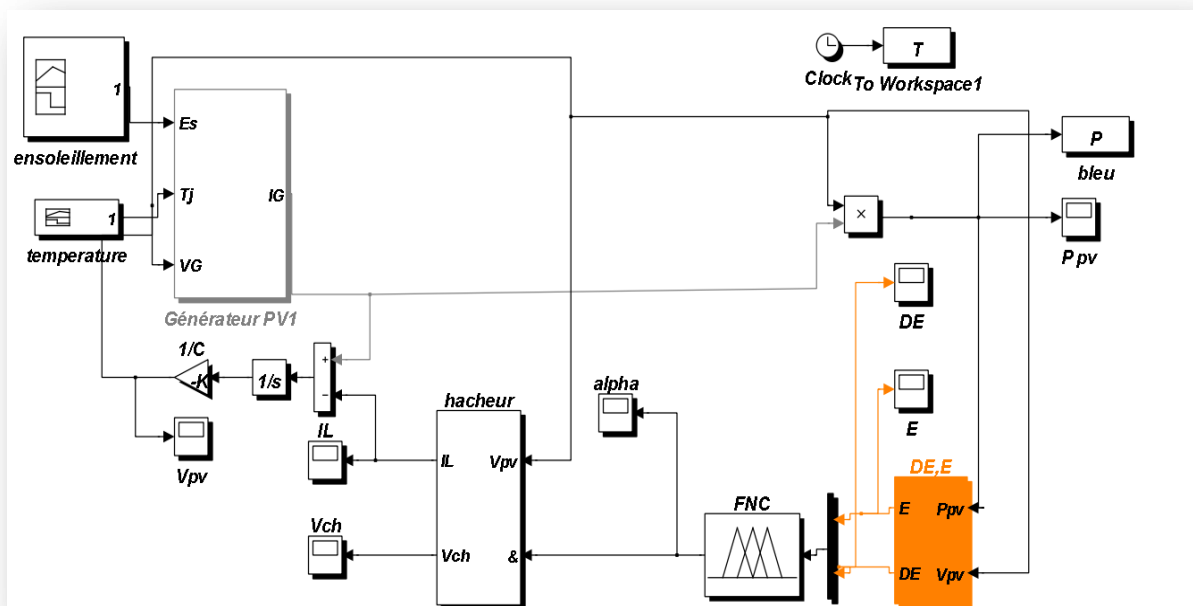 1
ensoleillement
1
temperature
Es
Tj
VG
IG
Générateur PV1
Clock
T
To Workspace1
P
bleu
×
P pv
DE
E
1/C
-K
1/s
+
−
Vpv
IL
Vch
hacheur
IL
Vpv
Vch
&
alpha
FNC
DE,E
E
Ppv
DE
Vpv